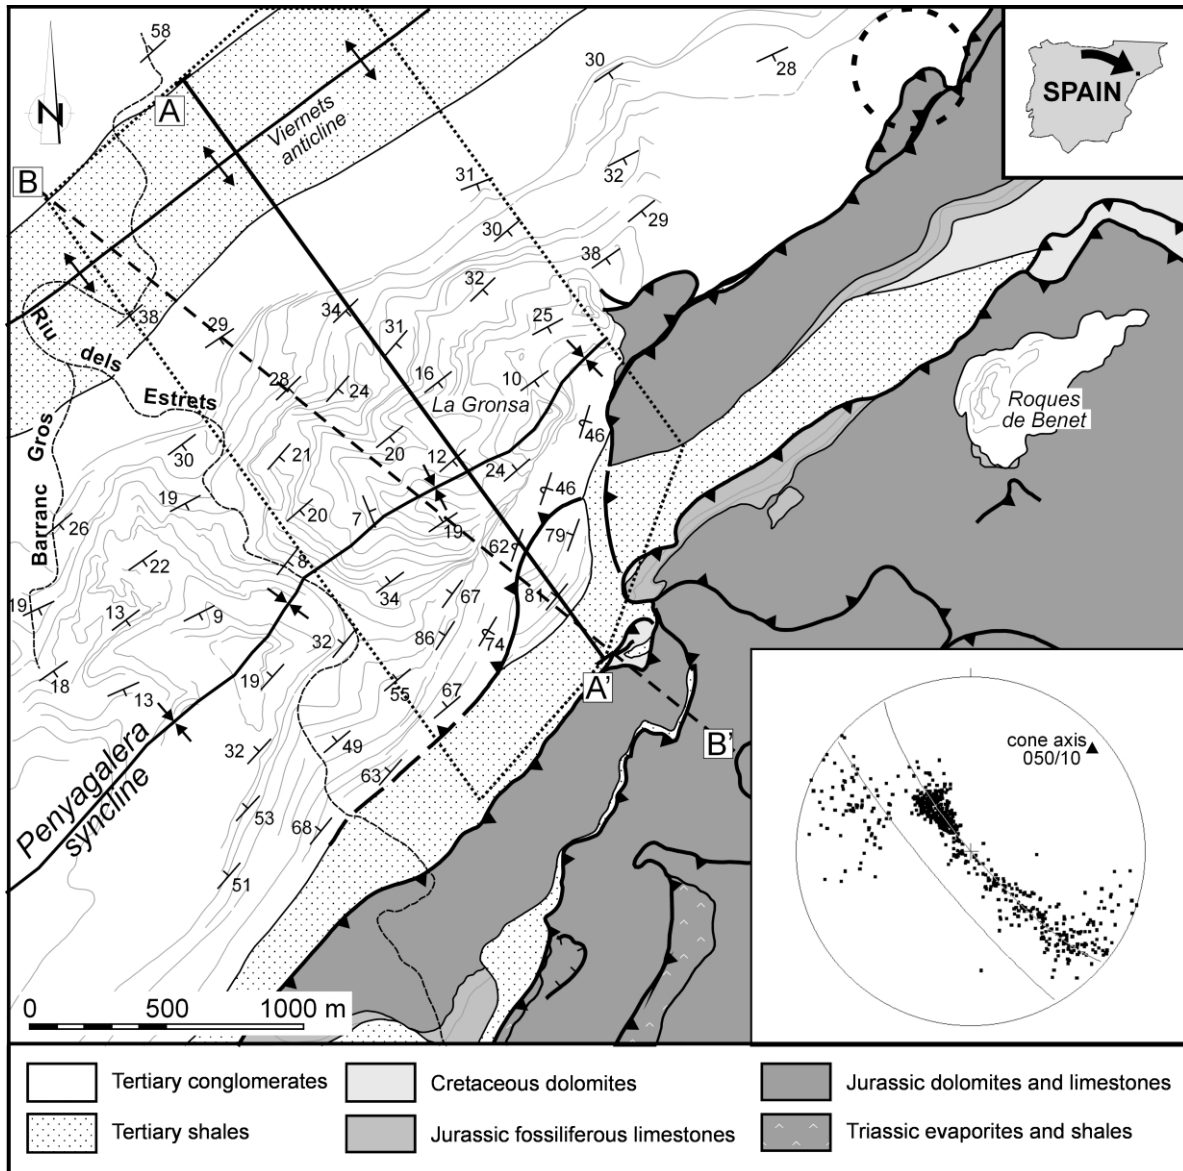 58
N
A
Viernets
anticline
30
28
SPAIN
B
31
32
30
29
38
32
38
Riu
29
34
31
25
dels
28
24
16
10
Estrets
La Gronsa
Roques
de Benet
Barranc Gros
30
21
20
12
24
46
46
19
20
7
19
26
62
79
22
8
34
67
81
19
13
9
32
86
74
18
13
19
55
A'
67
B'
Penyagalera
syncline
32
49
63
53
68
51
cone axis
050/10
0 500 1000 m
Tertiary conglomerates
Cretaceous dolomites
Jurassic dolomites and limestones
Tertiary shales
Jurassic fossiliferous limestones
Triassic evaporites and shales